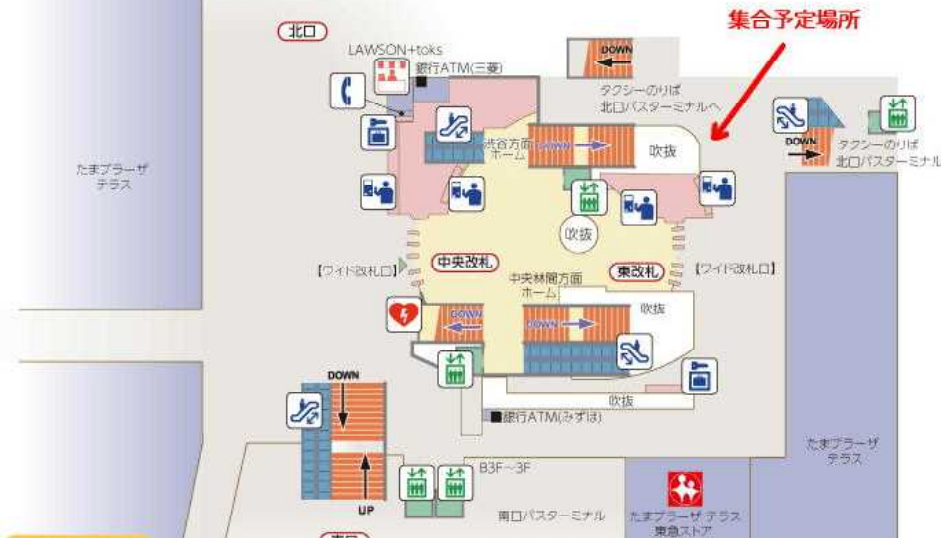 集合予定場所
北口
LAWSON+toks
銀行ATM(三菱)
DOWN
タクシーのりば
北口バスターミナルへ
渋谷方面
ホーム
DOWN
吹抜
DOWN
タクシーのりば
北口バスターミナル
たまプラーザ
テラス
吹抜
【ワイド改札口】
中央改札
東改札
【ワイド改札口】
中央林間方面
ホーム
DOWN
DOWN
吹抜
吹抜
銀行ATM(みずほ)
DOWN
UP
B3F～3F
南口バスターミナル
たまプラーザ テラス
東急ストア
たまプラーザ
テラス